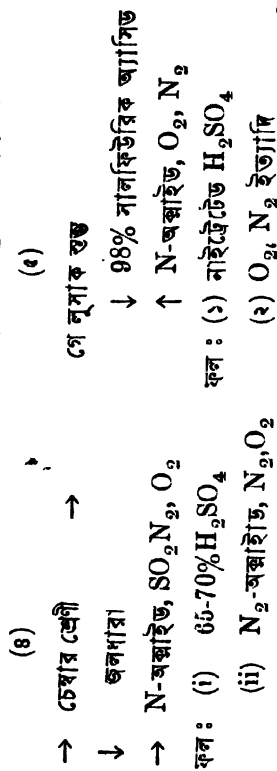 (৪)
→ চেম্বার শ্রেণী →
↓ জলধারা
→ N-অক্সাইড, SO₂N₂, O₂
ফল : (i) 65-70%H₂SO₄
(ii) N₂-অক্সাইড, N₂,O₂
(৫)
গে লুসাক স্তম্ভ
↓ 98% সালফিউরিক অ্যাসিড
↑ N-অক্সাইড, O₂, N₂
ফল : (১) নাইট্রেটেড H₂SO₄
(২) O₂, N₂ ইত্যাদি